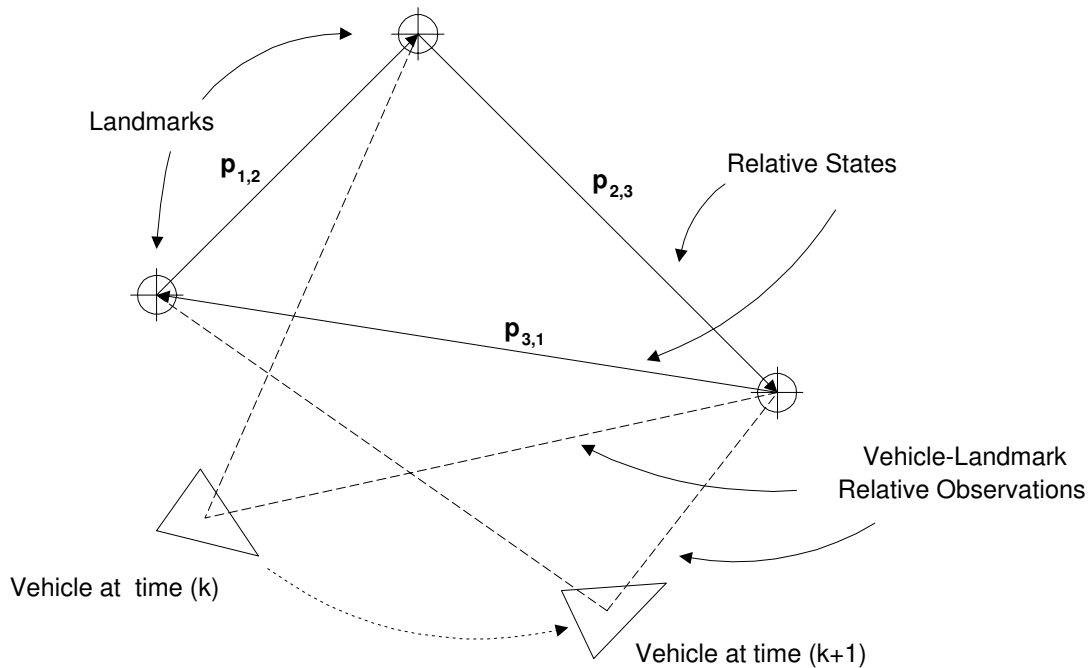 Landmarks
p1,2
p2,3
Relative States
p3,1
Vehicle-Landmark
Relative Observations
Vehicle at time (k)
Vehicle at time (k+1)